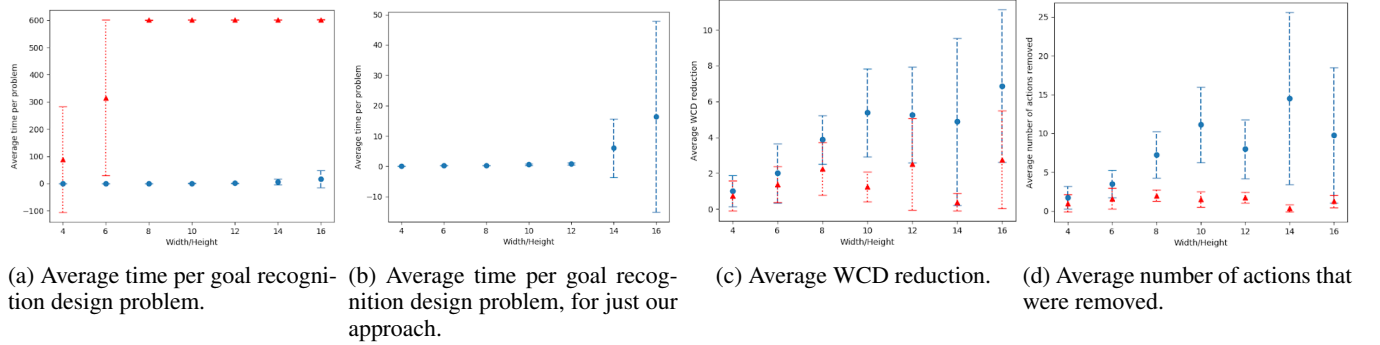 Average time per problem
600
500
400
300
200
100
0
−100
4 6 8 10 12 14 16
Width/Height
Average time per problem
50
40
30
20
10
0
−10
4 6 8 10 12 14 16
Width/Height
Average WCD reduction
10
8
6
4
2
0
4 6 8 10 12 14 16
Width/Height
Average number of actions removed
25
20
15
10
5
0
4 6 8 10 12 14 16
Width/Height
(a) Average time per goal recogni-
tion design problem.
(b) Average time per goal recog-
nition design problem, for just our
approach.
(c) Average WCD reduction.
(d) Average number of actions that
were removed.